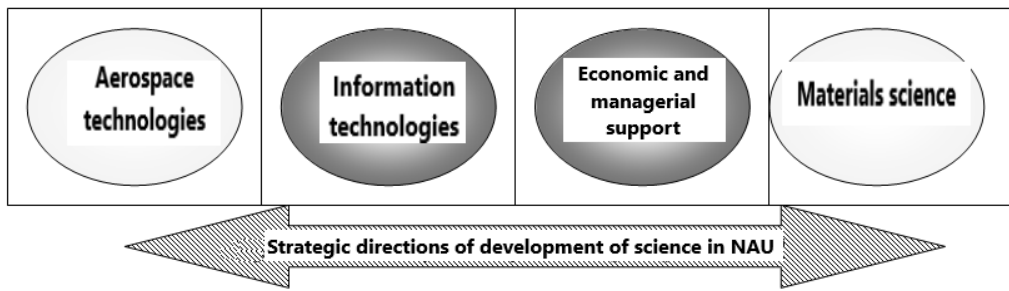 Aerospace
technologies
Information
technologies
Economic and
managerial
support
Materials science
Strategic directions of development of science in NAU